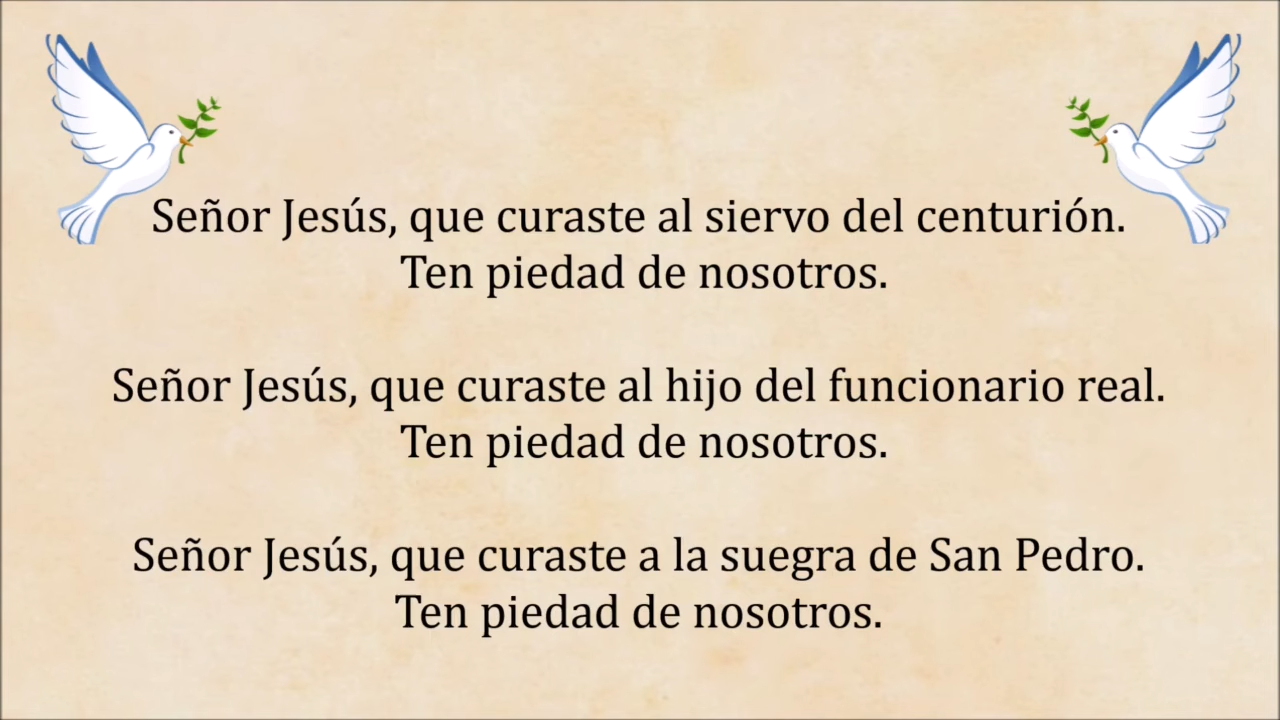 Señor Jesús, que curaste al siervo del centurión.
Ten piedad de nosotros.
Señor Jesús, que curaste al hijo del funcionario real.
Ten piedad de nosotros.
Señor Jesús, que curaste a la suegra de San Pedro.
Ten piedad de nosotros.